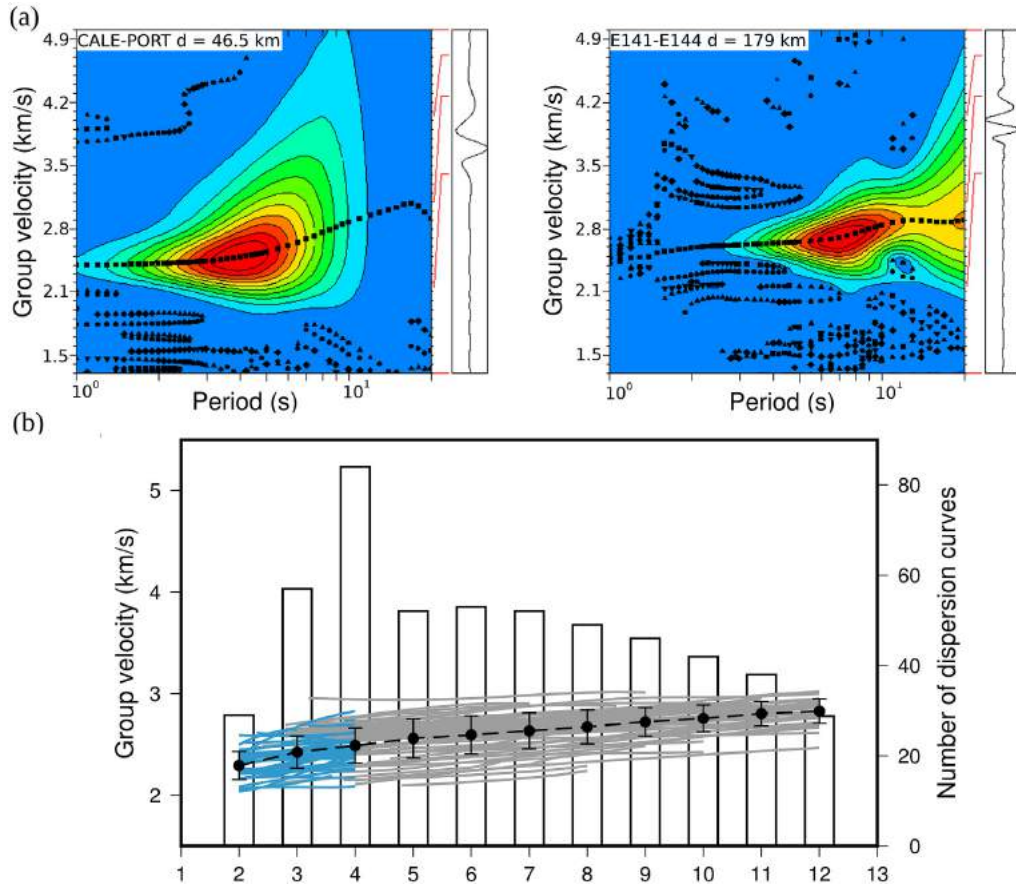 (a)
CALE-PORT d = 46.5 km
4.9
4.2
3.5
2.8
2.1
1.5
Group velocity (km/s)
10⁰
10¹
Period (s)
E141-E144 d = 179 km
4.9
4.2
3.5
2.8
2.1
1.5
Group velocity (km/s)
10⁰
10¹
Period (s)
(b)
5
4
3
2
Group velocity (km/s)
80
60
40
20
0
Number of dispersion curves
1 2 3 4 5 6 7 8 9 10 11 12 13